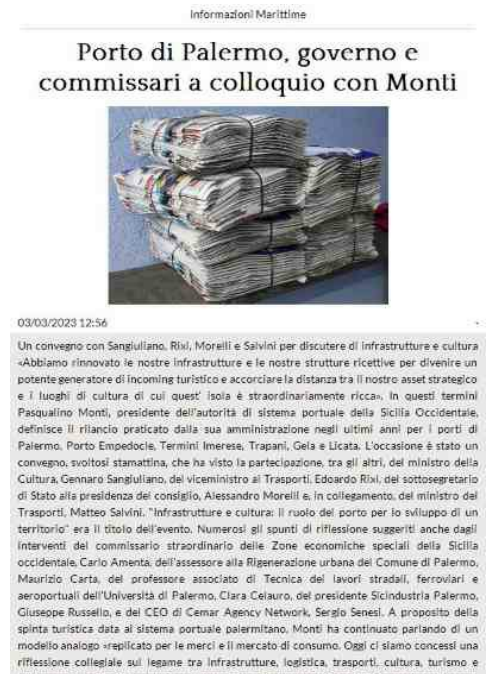 Informazioni Marittime
Porto di Palermo, governo e
commissari a colloquio con Monti
03/03/2023 12:56
Un convegno con Sangiuliano, Rixi, Morelli e Salvini per discutere di infrastrutture e cultura
«Abbiamo rinnovato le nostre infrastrutture e le nostre strutture ricettive per divenire un
potente generatore di incoming turistico e accorciare la distanza tra il nostro asset strategico
e i luoghi di cultura di cui quest' isola è straordinariamente ricca». In questi termini
Pasqualino Monti, presidente dell'autorità di sistema portuale della Sicilia Occidentale,
definisce il rilancio praticato dalla sua amministrazione negli ultimi anni per i porti di
Palermo, Porto Empedocle, Termini Imerese, Trapani, Gela e Licata. L'occasione è stato un
convegno, svoltosi stamattina, che ha visto la partecipazione, tra gli altri, del ministro della
Cultura, Gennaro Sangiuliano, del viceministro ai Trasporti, Edoardo Rixi, del sottosegretario
di Stato alla presidenza del consiglio, Alessandro Morelli e, in collegamento, del ministro dei
Trasporti, Matteo Salvini. "Infrastrutture e cultura: il ruolo del porto per lo sviluppo di un
territorio" era il titolo dell'evento. Numerosi gli spunti di riflessione suggeriti anche dagli
interventi del commissario straordinario delle Zone economiche speciali della Sicilia
occidentale, Carlo Amenta, dell'assessore alla Rigenerazione urbana del Comune di Palermo,
Maurizio Carta, del professore associato di Tecnica dei lavori stradali, ferroviari e
aeroportuali dell'Università di Palermo, Clara Celauro, del presidente Sicindustria Palermo,
Giuseppe Russello, e del CEO di Cemar Agency Network, Sergio Senesi. A proposito della
spinta turistica data al sistema portuale palermitano, Monti ha continuato parlando di un
modello analogo «replicato per le merci e il mercato di consumo. Oggi ci siamo concessi una
riflessione collegiale sul legame tra infrastrutture, logistica, trasporti, cultura, turismo e